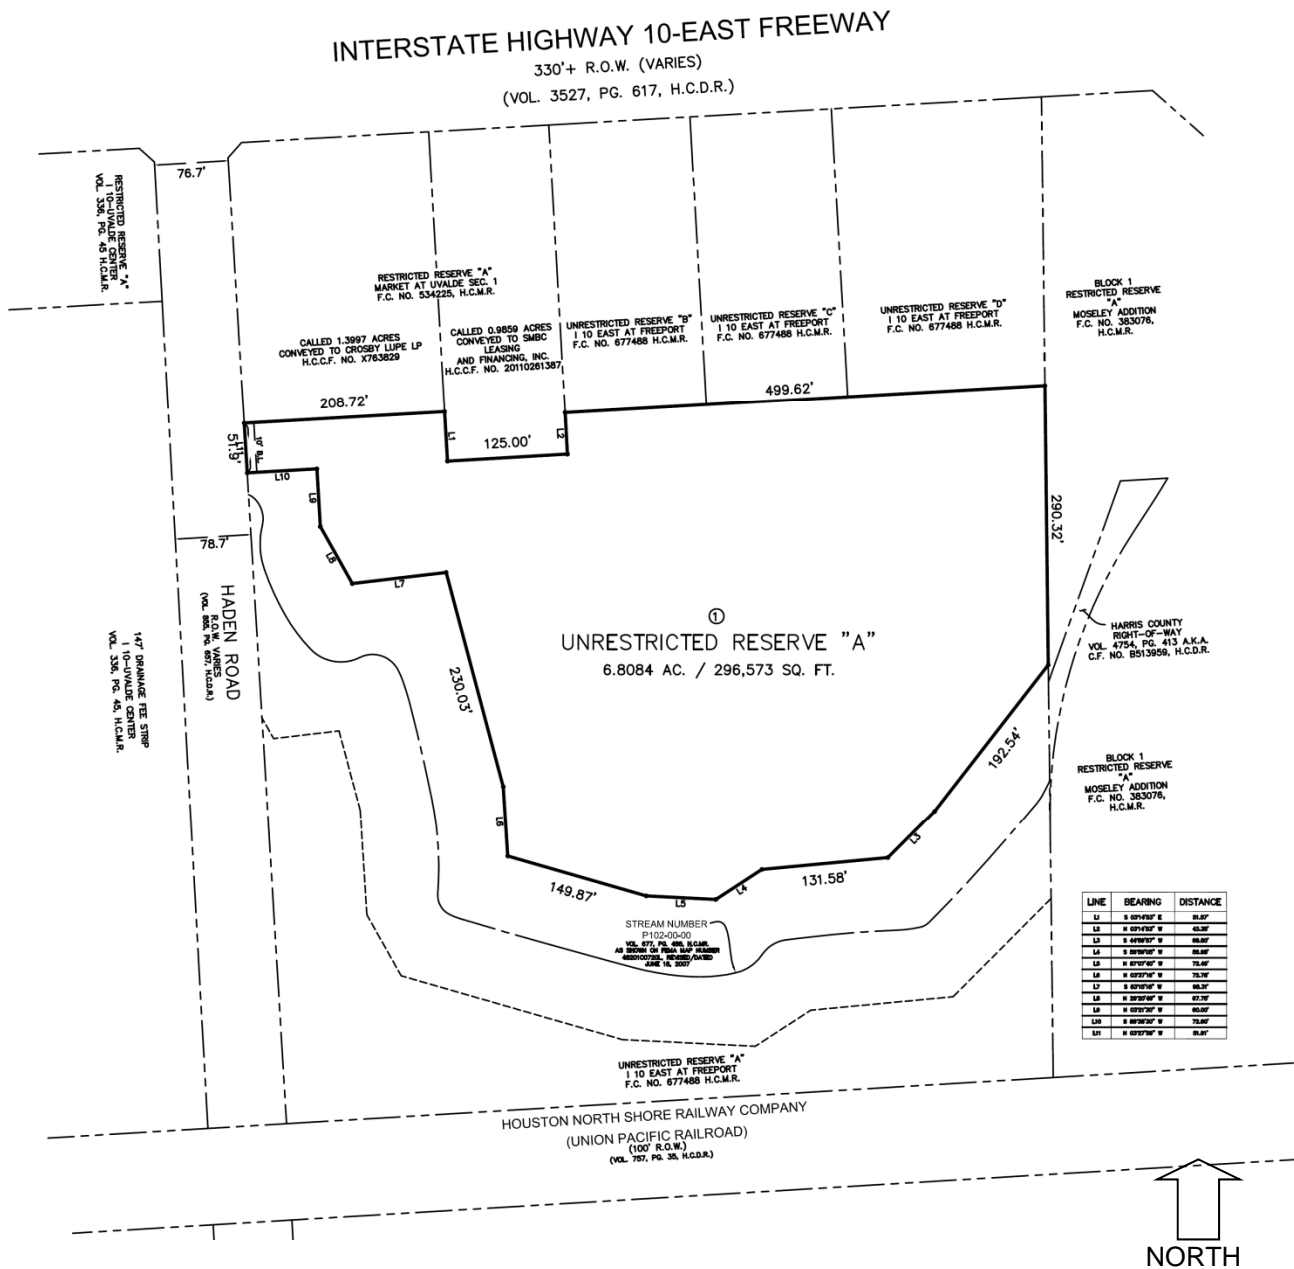 INTERSTATE HIGHWAY 10-EAST FREEWAY
330'+ R.O.W. (VARIES)
(VOL. 3527, PG. 617, H.C.D.R.)
76.7'
RESTRICTED RESERVE "A"
I 10-UVALDE CENTER
VOL. 336, PG. 45 H.C.M.R.
RESTRICTED RESERVE "A"
MARKET AT UVALDE SEC. 1
F.C. NO. 534225, H.C.M.R.
CALLED 1.3997 ACRES
CONVEYED TO CROSBY LUPE LP
H.C.C.F. NO. X763829
CALLED 0.9859 ACRES
CONVEYED TO SMBC
LEASING
AND FINANCING, INC.
H.C.C.F. NO. 20110261387
UNRESTRICTED RESERVE "B"
I 10 EAST AT FREEPORT
F.C. NO. 677488 H.C.M.R.
UNRESTRICTED RESERVE "C"
I 10 EAST AT FREEPORT
F.C. NO. 677488 H.C.M.R.
UNRESTRICTED RESERVE "D"
I 10 EAST AT FREEPORT
F.C. NO. 677488 H.C.M.R.
BLOCK 1
RESTRICTED RESERVE
"A"
MOSELEY ADDITION
F.C. NO. 383076,
H.C.M.R.
208.72'
499.62'
L1
L2
125.00'
51.9'
L11
10' B.L.
L10
L9
L8
L7
290.32'
78.7'
HADEN ROAD
R.O.W. VARIES
147' DRAINAGE FEE STRIP
I 10-UVALDE CENTER
VOL. 336, PG. 45, H.C.M.R.
1
UNRESTRICTED RESERVE "A"
6.8084 AC. / 296,573 SQ. FT.
HARRIS COUNTY
RIGHT-OF-WAY
VOL. 4754, PG. 413 A.K.A.
C.F. NO. B513959, H.C.D.R.
230.03'
192.54'
BLOCK 1
RESTRICTED RESERVE
"A"
MOSELEY ADDITION
F.C. NO. 383076,
H.C.M.R.
L6
L3
L4
131.58'
149.87'
L5
STREAM NUMBER
P102-00-00
AS SHOWN ON FEMA MAP NUMBER
JUNE 18, 2007
LINE BEARING DISTANCE
L1
L2
L3
L4
L5
L6
L7
L8
L9
L10
L11
UNRESTRICTED RESERVE "A"
I 10 EAST AT FREEPORT
F.C. NO. 677488 H.C.M.R.
HOUSTON NORTH SHORE RAILWAY COMPANY
(UNION PACIFIC RAILROAD)
(100' R.O.W.)
(VOL. 757, PG. 35, H.C.D.R.)
NORTH